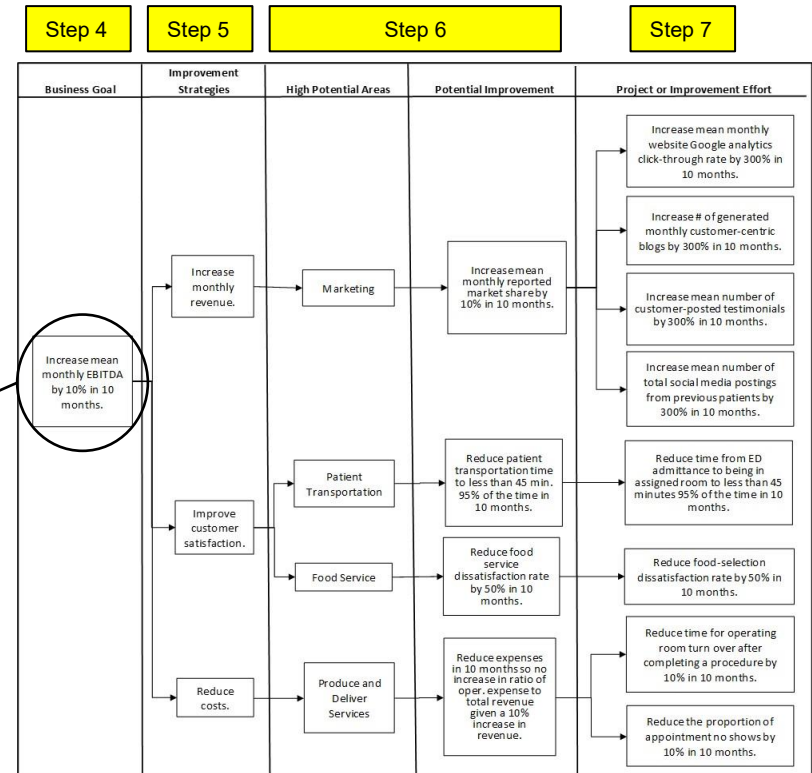 Step 4
Step 5
Step 6
Step 7
Business Goal
Improvement
Strategies
High Potential Areas
Potential Improvement
Project or Improvement Effort
Increase mean
monthly EBITDA
by 10% in 10
months.
Increase
monthly
revenue.
Marketing
Increase mean
monthly reported
market share by
10% in 10 months.
Increase mean monthly
website Google analytics
click-through rate by 300% in
10 months.
Increase # of generated
monthly customer-centric
blogs by 300% in 10 months.
Increase mean number of
customer-posted testimonials
by 300% in 10 months.
Increase mean number of
total social media postings
from previous patients by
300% in 10 months.
Improve
customer
satisfaction.
Patient
Transportation
Reduce patient
transportation time
to less than 45 min.
95% of the time in
10 months.
Reduce time from ED
admittance to being in
assigned room to less than 45
minutes 95% of the time in 10
months.
Food Service
Reduce food
service
dissatisfaction rate
by 50% in 10
months.
Reduce food-selection
dissatisfaction rate by 50% in
10 months.
Reduce
costs.
Produce and
Deliver
Services
Reduce expenses
in 10 months so no
increase in ratio of
oper. expense to
total revenue
given a 10%
increase in
revenue.
Reduce time for operating
room turn over after
completing a procedure by
10% in 10 months.
Reduce the proportion of
appointment no shows by
10% in 10 months.